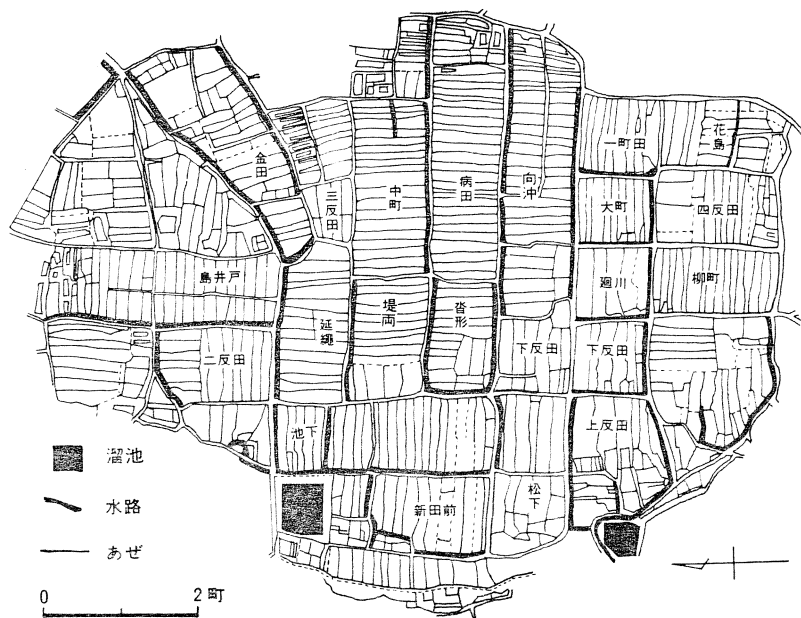 一町田
花島
金田
三反田
中町
病田
向沖
大町
四反田
島井戸
延縄
堤両
沓形
廻川
柳町
二反田
下反田
下反田
池下
上反田
新田前
松下
溜池
水路
あぜ
0 2町